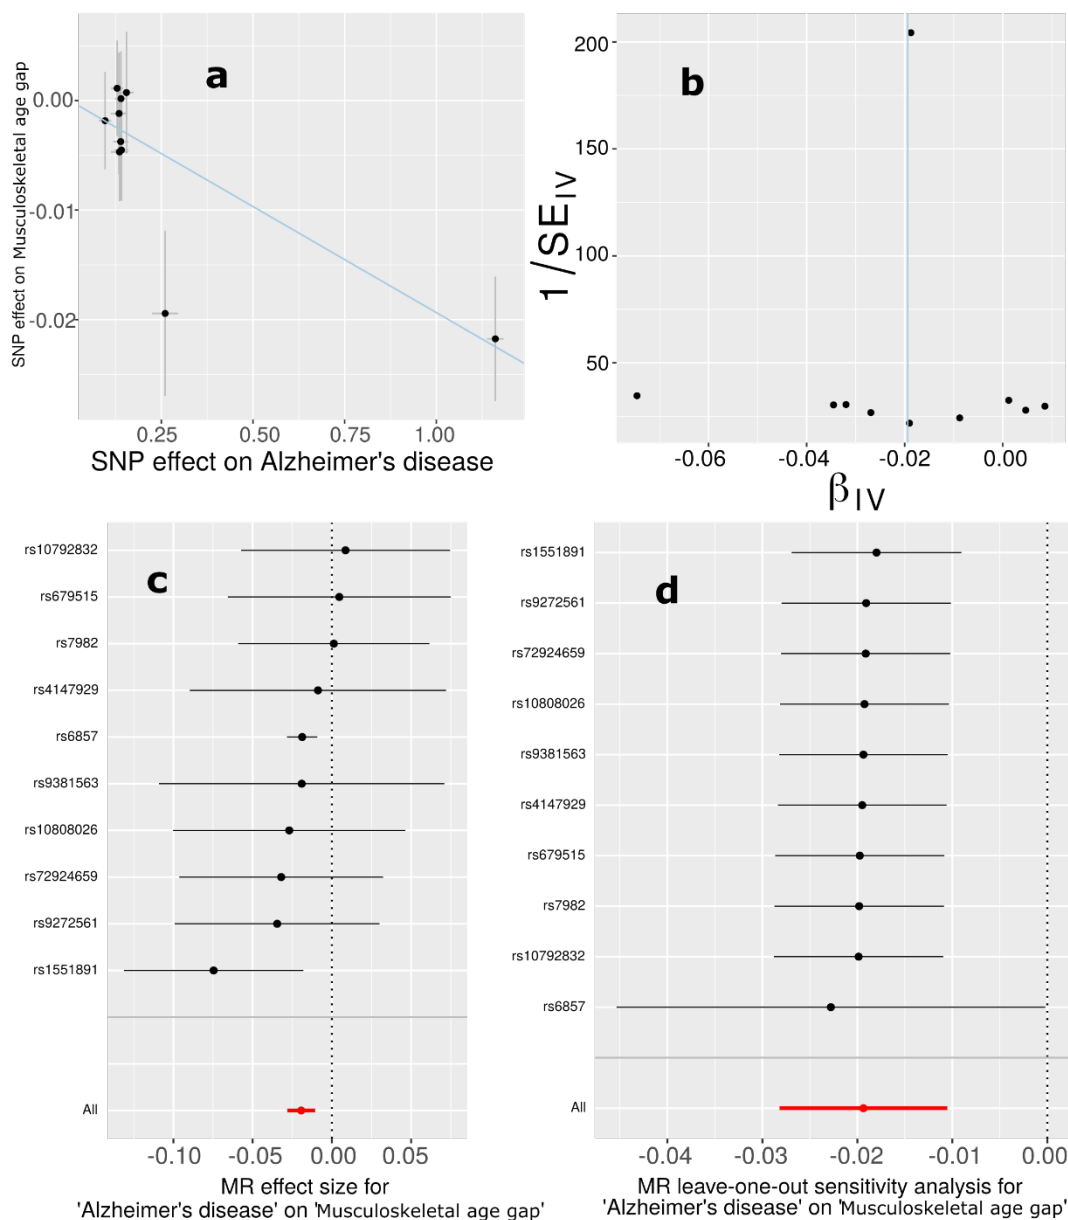 a
SNP effect on Musculoskeletal age gap
0.00
-0.01
-0.02
0.25
0.50
0.75
1.00
SNP effect on Alzheimer's disease
b
1/SEIV
200
150
100
50
-0.06
-0.04
-0.02
0.00
βIV
c
rs10792832
rs679515
rs7982
rs4147929
rs6857
rs9381563
rs10808026
rs72924659
rs9272561
rs1551891
All
-0.10
-0.05
0.00
0.05
MR effect size for
'Alzheimer's disease' on 'Musculoskeletal age gap'
d
rs1551891
rs9272561
rs72924659
rs10808026
rs9381563
rs4147929
rs679515
rs7982
rs10792832
rs6857
All
-0.04
-0.03
-0.02
-0.01
0.00
MR leave-one-out sensitivity analysis for
'Alzheimer's disease' on 'Musculoskeletal age gap'